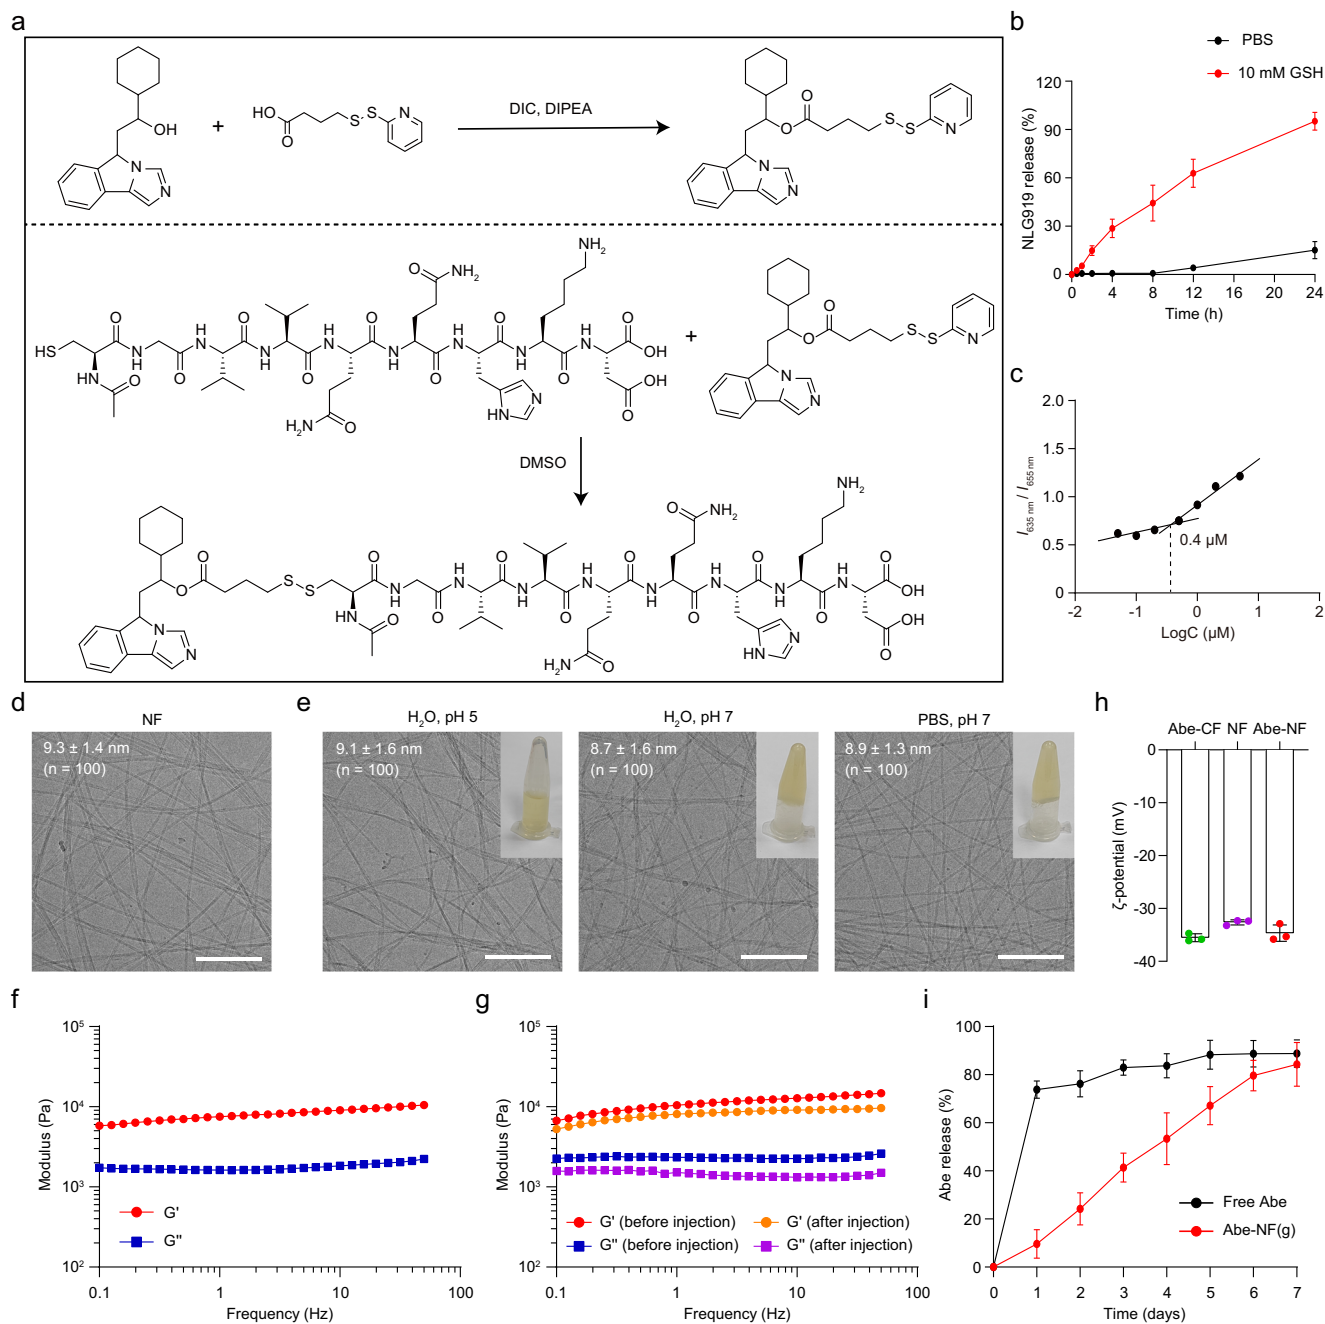 a
OH
N
N
+
HO
O
S
S
N
DIC, DIPEA
O
O
S
S
N
N
N
O
NH2
NH2
HS
O
HN
O
H
N
O
H
N
O
H
N
O
H
N
O
H
N
O
H
N
O
H
N
O
H
N
O
OH
OH
O
H2N
O
HN
N
+
O
O
S
S
N
N
N
DMSO
O
O
S
S
N
N
O
HN
O
H
N
O
H
N
O
H
N
O
H
N
O
H
N
O
H
N
O
H
N
O
H
N
O
OH
OH
O
O
NH2
NH2
H2N
O
HN
N
b
PBS
10 mM GSH
NLG919 release (%)
120
90
60
30
0
0 4 8 12 16 20 24
Time (h)
c
I635 nm / I655 nm
2.0
1.5
1.0
0.5
0
0.4 μM
-2 -1 0 1 2
LogC (μM)
d
NF
9.3 ± 1.4 nm
(n = 100)
e
H2O, pH 5
9.1 ± 1.6 nm
(n = 100)
H2O, pH 7
8.7 ± 1.6 nm
(n = 100)
PBS, pH 7
8.9 ± 1.3 nm
(n = 100)
h
Abe-CF NF Abe-NF
ζ-potential (mV)
0
-10
-20
-30
-40
f
Modulus (Pa)
10^5
10^4
10^3
10^2
G'
G"
0.1 1 10 100
Frequency (Hz)
g
Modulus (Pa)
10^5
10^4
10^3
10^2
G' (before injection) G' (after injection)
G" (before injection) G" (after injection)
0.1 1 10 100
Frequency (Hz)
i
Abe release (%)
100
80
60
40
20
0
Free Abe
Abe-NF(g)
0 1 2 3 4 5 6 7
Time (days)